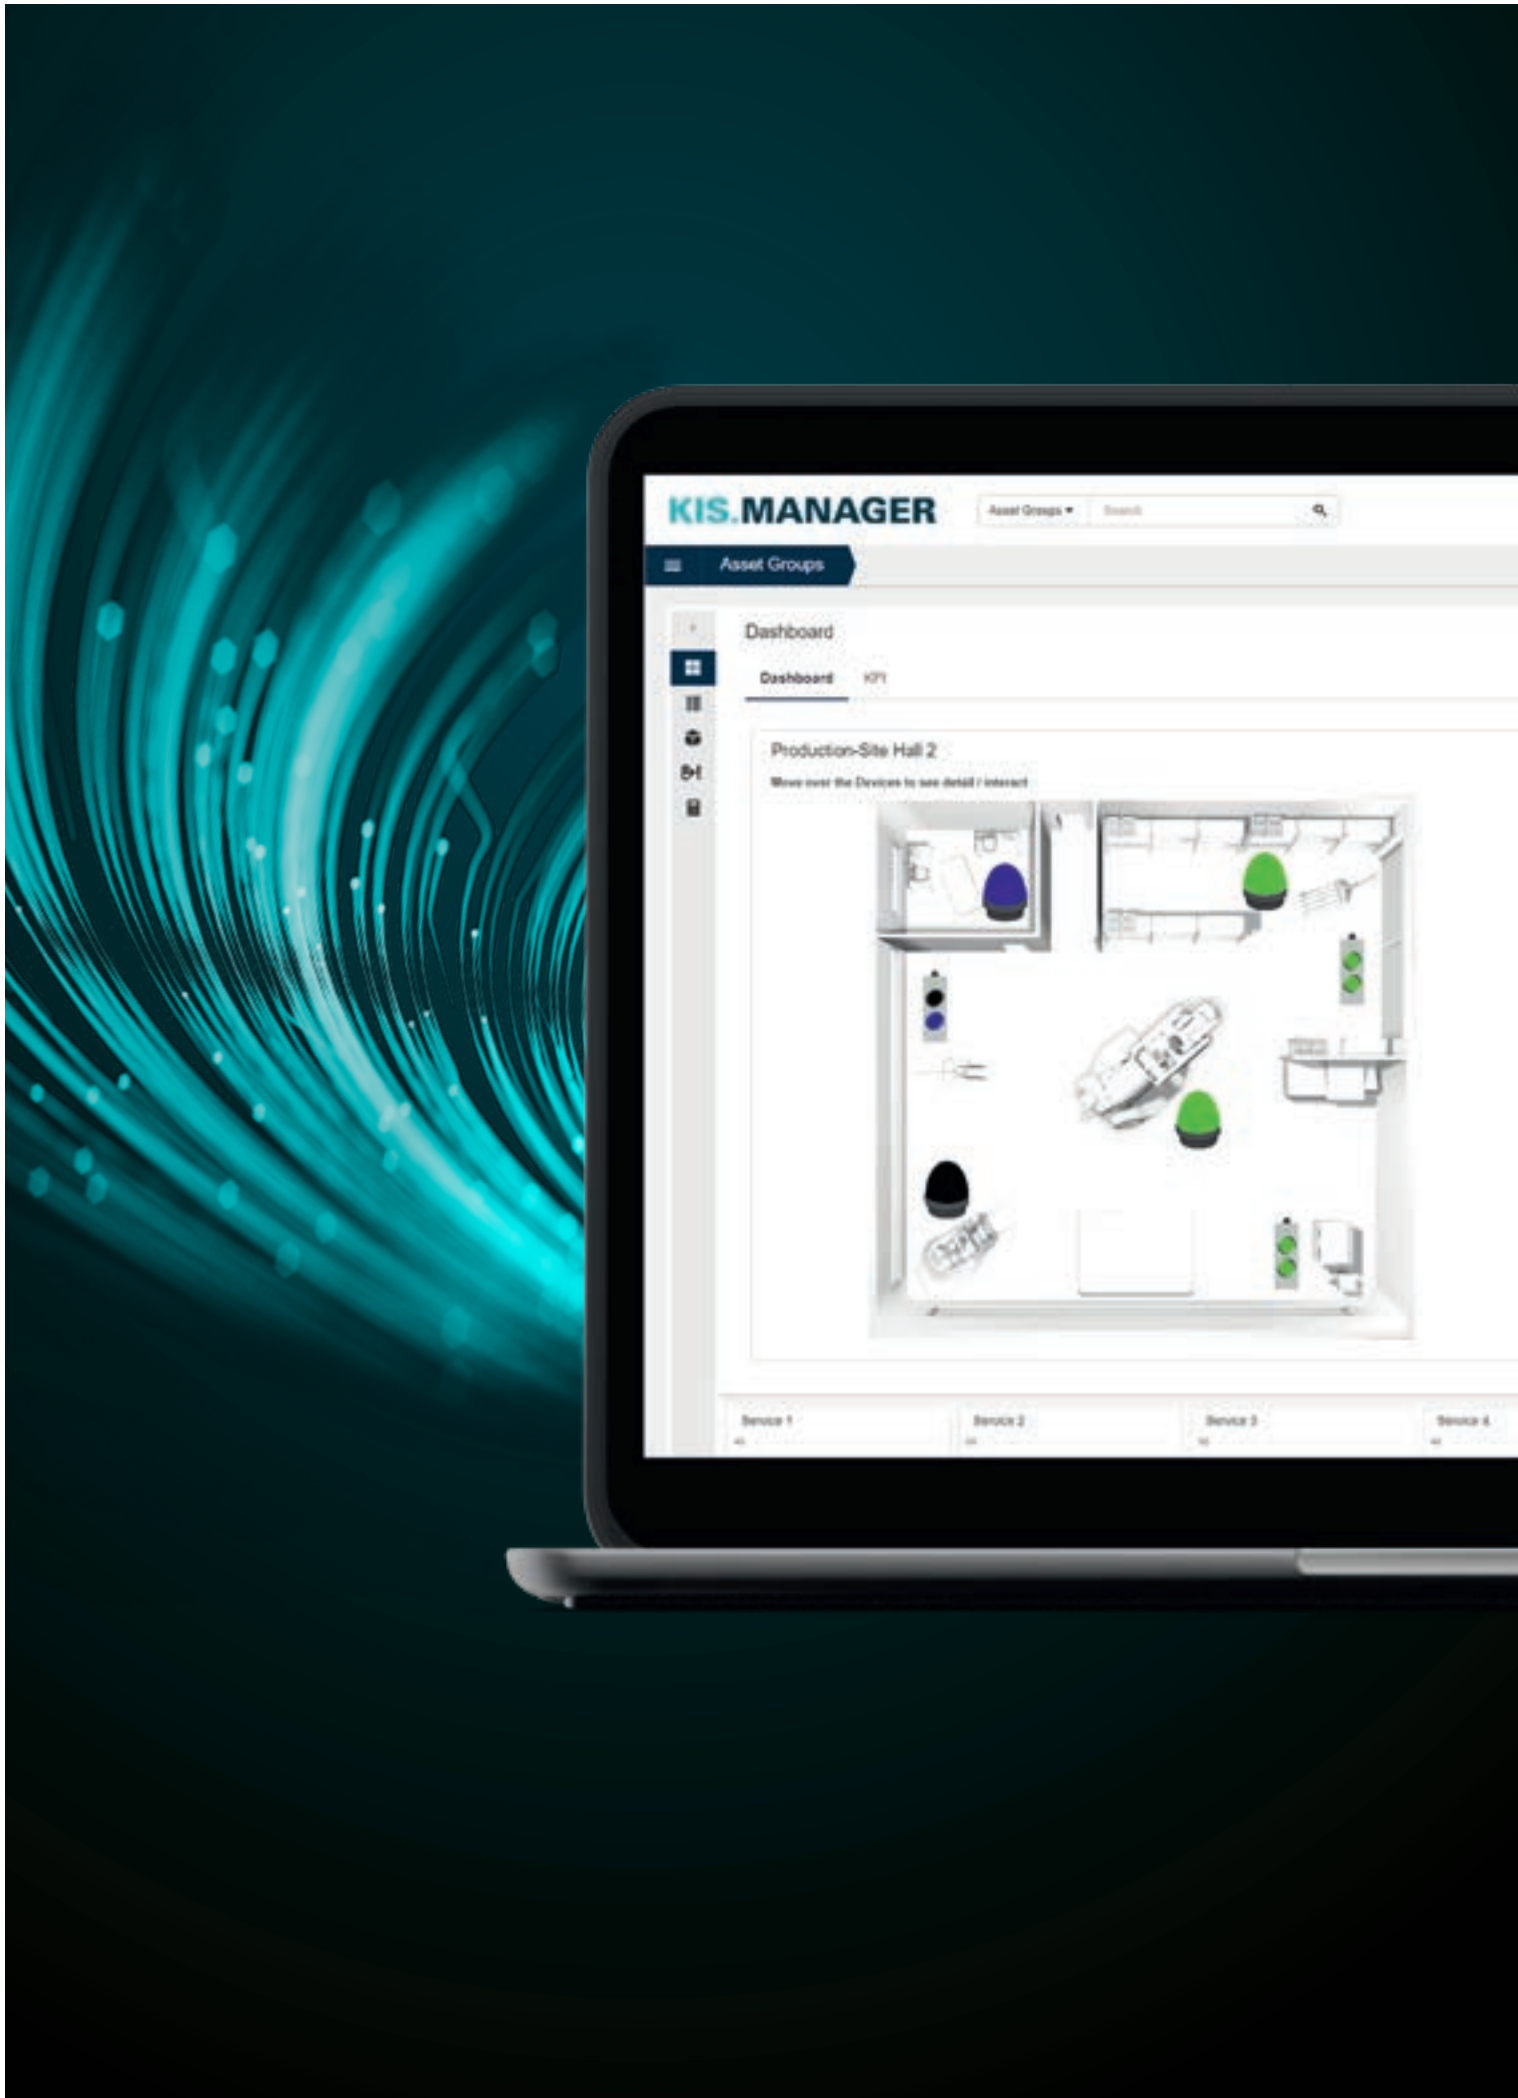 KIS.MANAGER
Asset Groups
Search
Asset Groups
Dashboard
Dashboard KPI
Production-Site Hall 2
Move over the Devices to see detail / interact
Service 1
Service 2
Service 3
Service 4